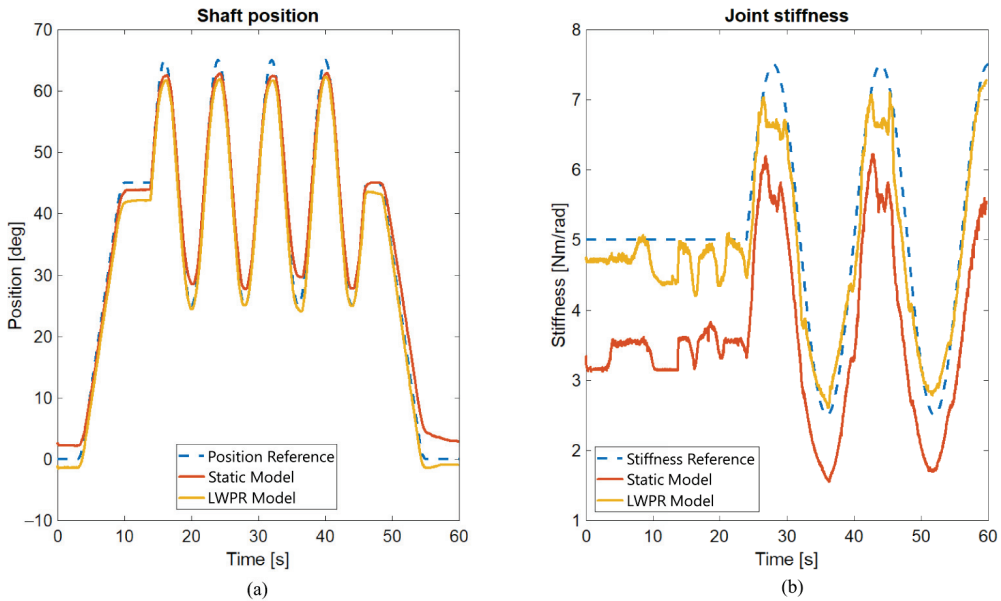 Shaft position
70
60
50
40
30
20
10
0
−10
Position [deg]
Position Reference
Static Model
LWPR Model
0 10 20 30 40 50 60
Time [s]
(a)
Joint stiffness
8
7
6
5
4
3
2
1
Stiffness [Nm/rad]
Stiffness Reference
Static Model
LWPR Model
0 10 20 30 40 50 60
Time [s]
(b)